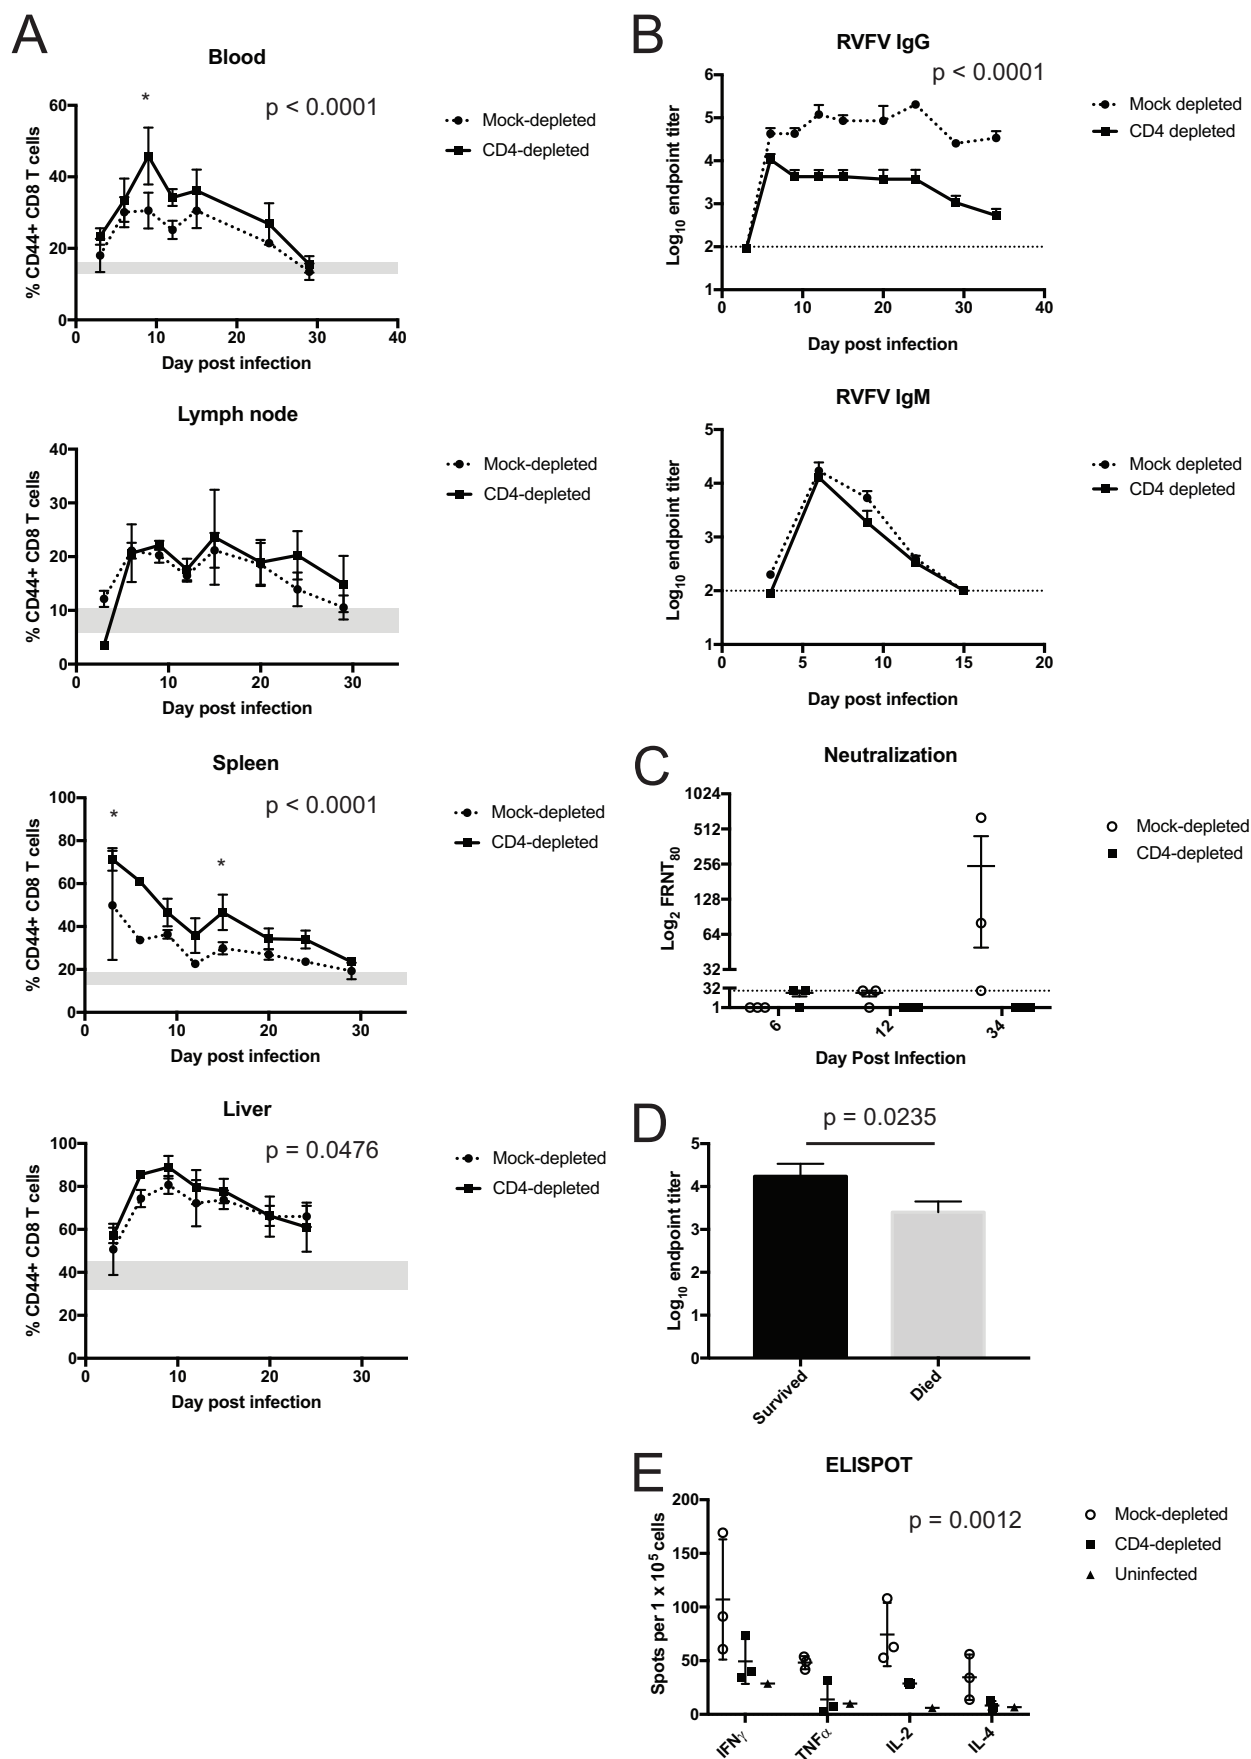 A
Blood
p < 0.0001
*
% CD44+ CD8 T cells
60
40
20
0
0 10 20 30 40
Day post infection
Mock-depleted
CD4-depleted
Lymph node
% CD44+ CD8 T cells
40
30
20
10
0
0 10 20 30
Day post infection
Mock-depleted
CD4-depleted
Spleen
p < 0.0001
*
*
% CD44+ CD8 T cells
100
80
60
40
20
0
0 10 20 30
Day post infection
Mock-depleted
CD4-depleted
Liver
p = 0.0476
% CD44+ CD8 T cells
100
80
60
40
20
0
0 10 20 30
Day post infection
Mock-depleted
CD4-depleted
B
RVFV IgG
p < 0.0001
Log10 endpoint titer
6
5
4
3
2
1
0 10 20 30 40
Day post infection
Mock depleted
CD4 depleted
RVFV IgM
Log10 endpoint titer
5
4
3
2
1
0 5 10 15 20
Day post infection
Mock depleted
CD4 depleted
C
Neutralization
Log2 FRNT80
1024
512
256
128
64
32
32
1
6 12 34
Day Post Infection
Mock-depleted
CD4-depleted
D
p = 0.0235
Log10 endpoint titer
5
4
3
2
1
0
Survived Died
E
ELISPOT
p = 0.0012
Spots per 1 x 10^5 cells
200
150
100
50
0
IFNγ TNFα IL-2 IL-4
Mock-depleted
CD4-depleted
Uninfected